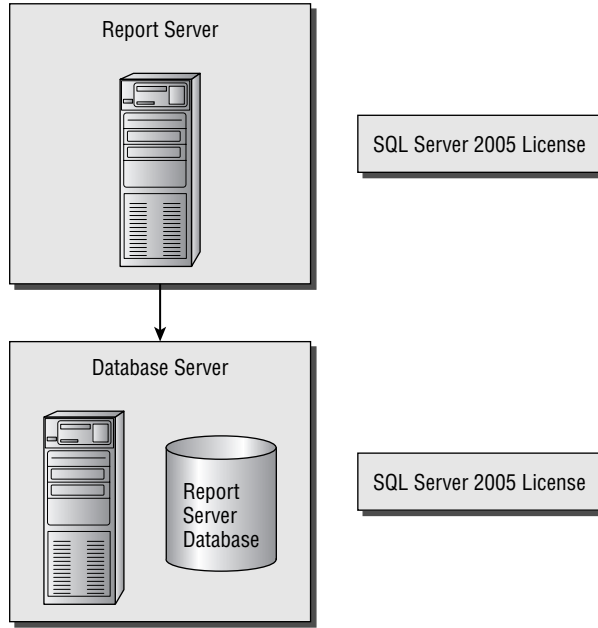 Report Server
SQL Server 2005 License
Database Server
Report
Server
Database
SQL Server 2005 License